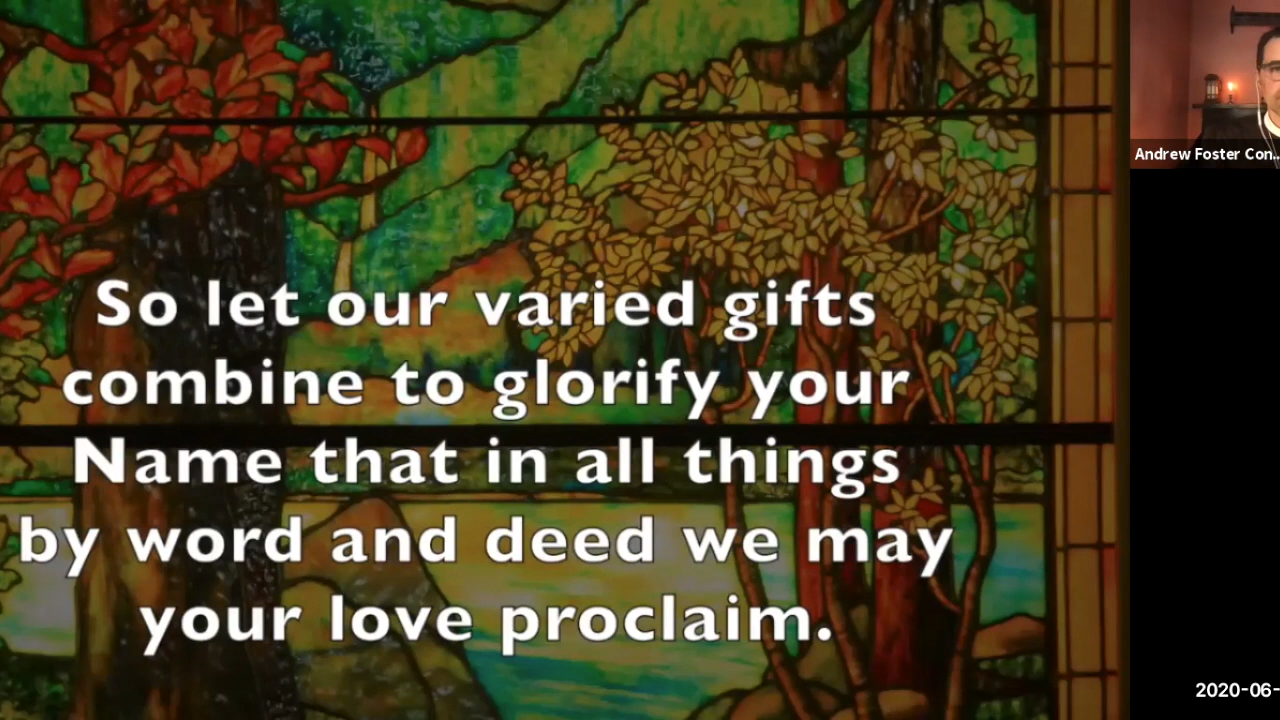 So let our varied gifts
combine to glorify your
Name that in all things
by word and deed we may
your love proclaim.
Andrew Foster Con...
2020-06-